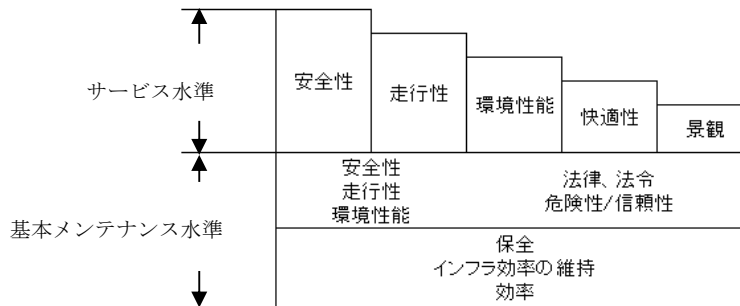 サービス水準
安全性
走行性
環境性能
快適性
景観
基本メンテナンス水準
安全性
走行性
環境性能
法律、法令
危険性/信頼性
保全
インフラ効率の維持
効率